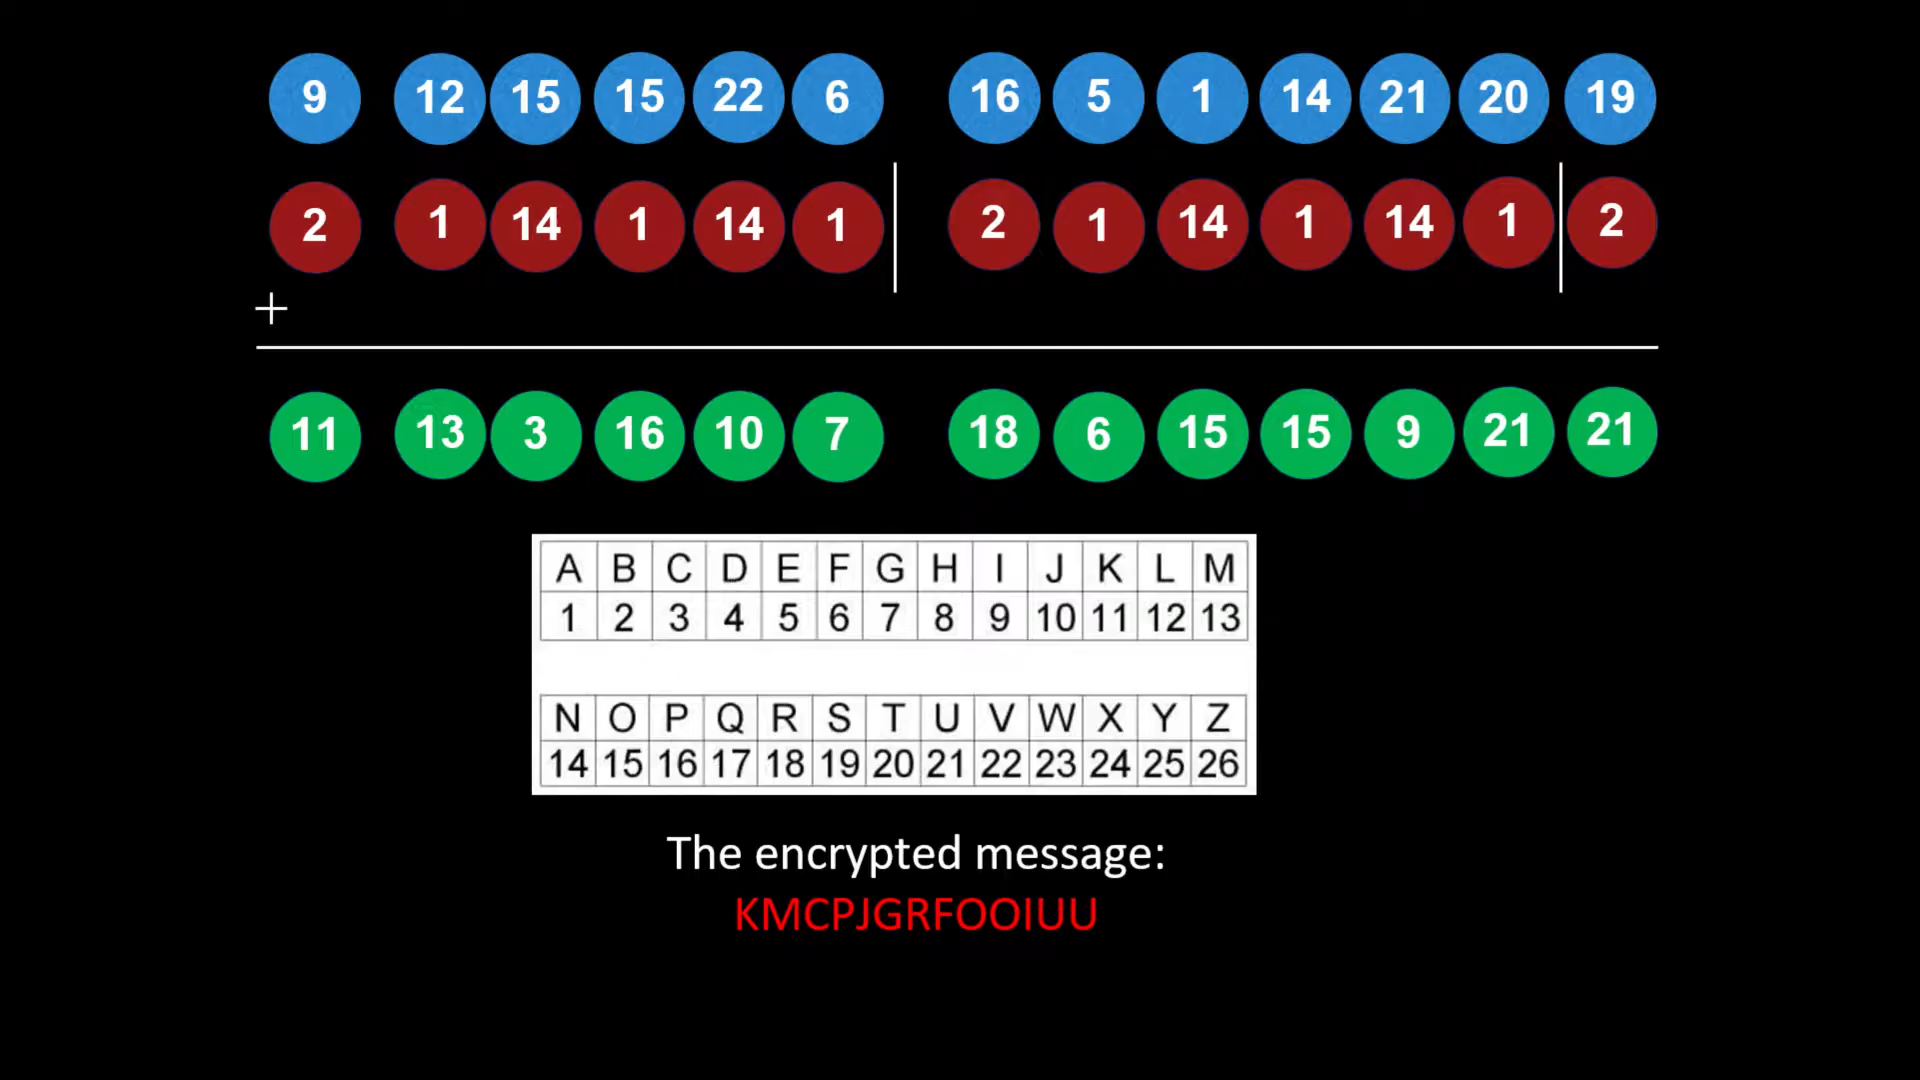 9 12 15 15 22 6 16 5 1 14 21 20 19
2 1 14 1 14 1 2 1 14 1 14 1 2
+
11 13 3 16 10 7 18 6 15 15 9 21 21
A B C D E F G H I J K L M
1 2 3 4 5 6 7 8 9 10 11 12 13
N O P Q R S T U V W X Y Z
14 15 16 17 18 19 20 21 22 23 24 25 26
The encrypted message:
KMCPJGRFOOIUU